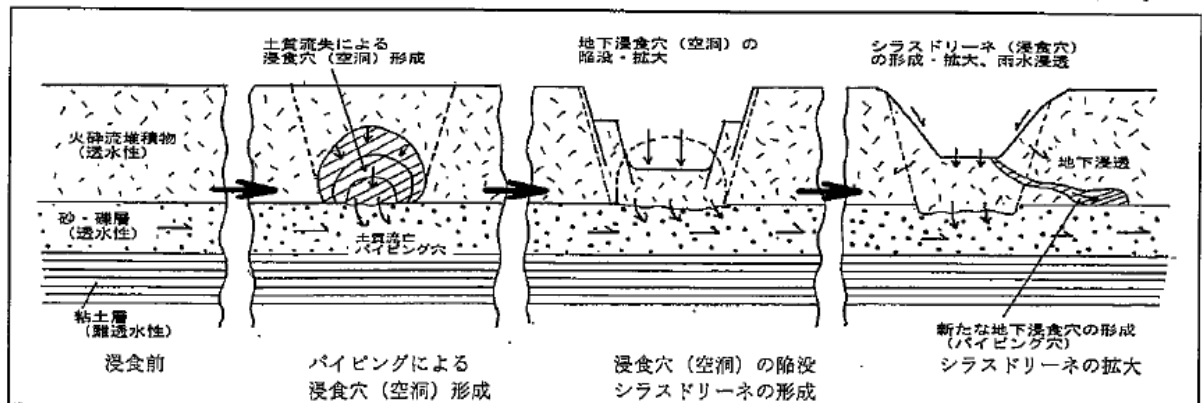 土質流失による
浸食穴(空洞)形成
地下浸食穴(空洞)の
陥没・拡大
シラスドリーネ(浸食穴)
の形成・拡大、雨水浸透
火砕流堆積物
(透水性)
地下浸透
砂・礫層
(透水性)
土質流亡
パイピング穴
粘土層
(難透水性)
新たな地下浸食穴の形成
(パイピング穴)
浸食前
パイピングによる
浸食穴(空洞)形成
浸食穴(空洞)の陥没
シラスドリーネの形成
シラスドリーネの拡大